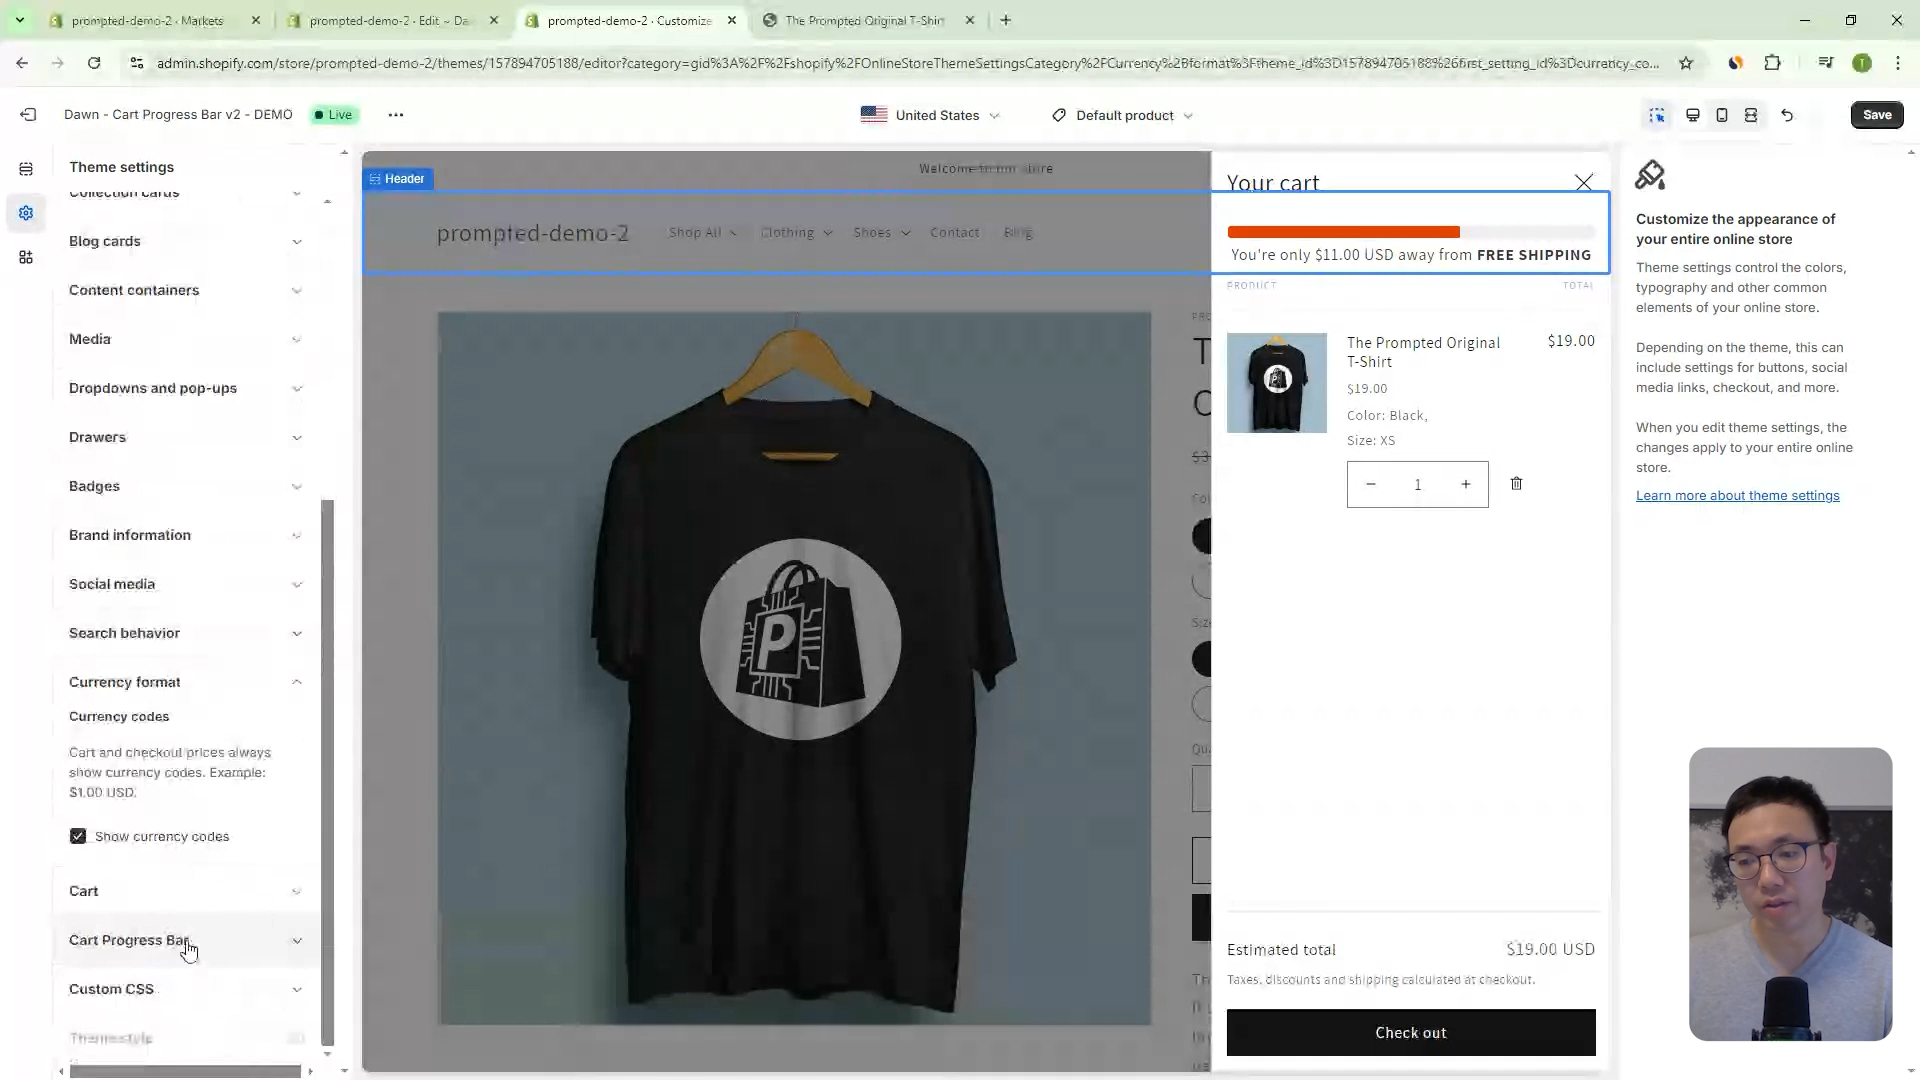 prompted-demo-2 · Markets
prompted-demo-2 · Edit ~ Da
prompted-demo-2 · Customize
The Prompted Original T-Shirt
admin.shopify.com/store/prompted-demo-2/themes/157894705188/editor?category=gid%3A%2F%2Fshopify%2FOnlineStoreThemeSettingsCategory%2FCurrency%2Bformat%3Ftheme_id%3D157894705188%26first_setting_id%3Dcurrency_co...
Dawn - Cart Progress Bar v2 - DEMO
Live
United States
Default product
Save
Theme settings
Collection cards
Blog cards
Content containers
Media
Dropdowns and pop-ups
Drawers
Badges
Brand information
Social media
Search behavior
Currency format
Currency codes
Cart and checkout prices always
show currency codes. Example:
$1.00 USD.
Show currency codes
Cart
Cart Progress Bar
Custom CSS
Theme style
Header
Welcome to our store
prompted-demo-2
Shop All
Clothing
Shoes
Contact
Blog
P
Your cart
You're only $11.00 USD away from FREE SHIPPING
PRODUCT
TOTAL
The Prompted Original
T-Shirt
$19.00
$19.00
Color: Black,
Size: XS
1
Estimated total
$19.00 USD
Taxes, discounts and shipping calculated at checkout.
Check out
Customize the appearance of
your entire online store
Theme settings control the colors,
typography and other common
elements of your online store.
Depending on the theme, this can
include settings for buttons, social
media links, checkout, and more.
When you edit theme settings, the
changes apply to your entire online
store.
Learn more about theme settings